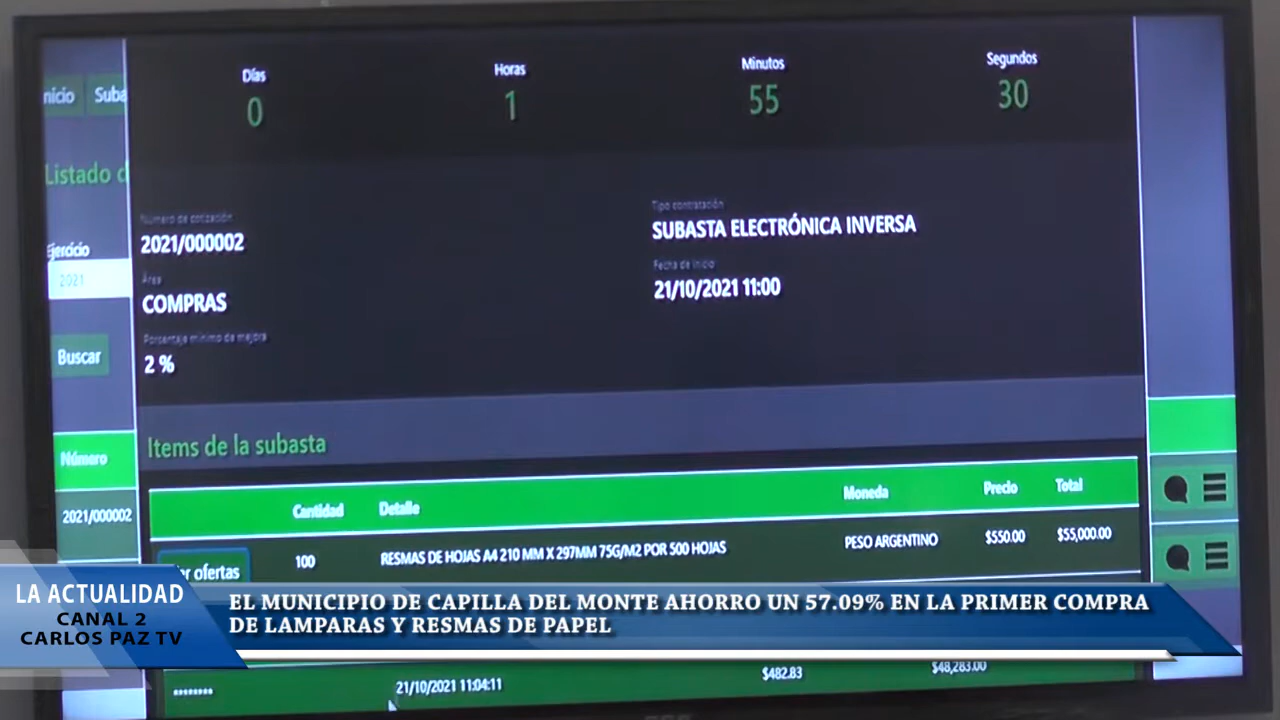 Días
Horas
Minutos
Segundos
0
1
55
30
nicio
Suba
Listado d
Ejercicio
2021
Buscar
Número
2021/000002
Número de cotización
2021/000002
Área
COMPRAS
Porcentaje mínimo de mejora
2 %
Tipo contratación
SUBASTA ELECTRÓNICA INVERSA
Fecha de inicio
21/10/2021 11:00
Items de la subasta
Cantidad Detalle Moneda Precio Total
er ofertas 100 RESMAS DE HOJAS A4 210 MM X 297MM 75G/M2 POR 500 HOJAS PESO ARGENTINO $550.00 $55,000.00
LA ACTUALIDAD
CANAL 2
CARLOS PAZ TV
EL MUNICIPIO DE CAPILLA DEL MONTE AHORRO UN 57.09% EN LA PRIMER COMPRA
DE LAMPARAS Y RESMAS DE PAPEL
******** 21/10/2021 11:04:11 $482.83 $48,283.00